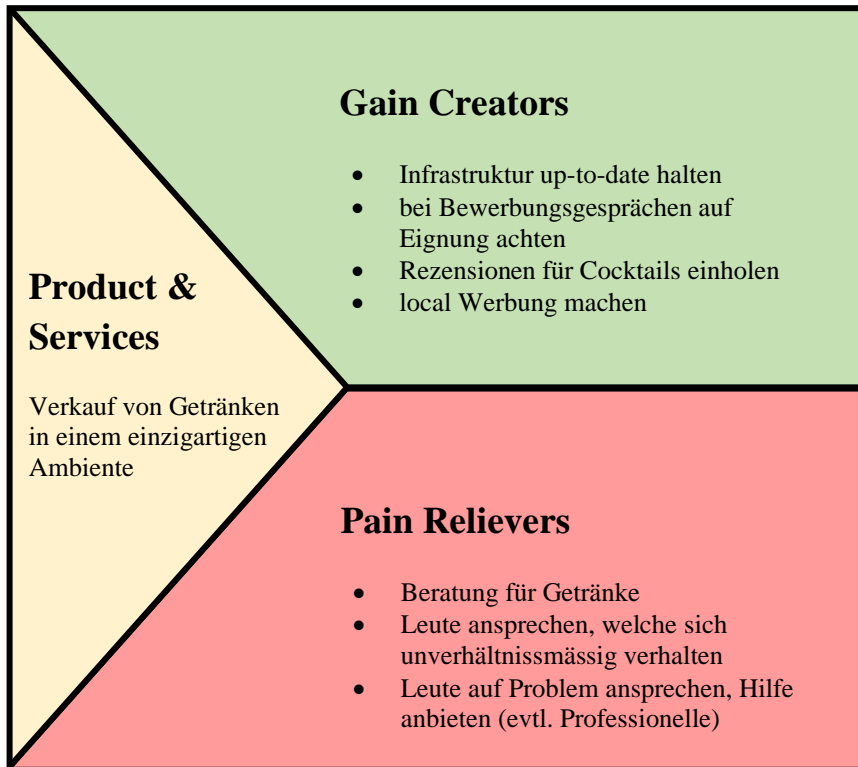 Gain Creators
• Infrastruktur up-to-date halten
• bei Bewerbungsgesprächen auf
Eignung achten
• Rezensionen für Cocktails einholen
• local Werbung machen
Product &
Services
Verkauf von Getränken
in einem einzigartigen
Ambiente
Pain Relievers
• Beratung für Getränke
• Leute ansprechen, welche sich
unverhältnissmässig verhalten
• Leute auf Problem ansprechen, Hilfe
anbieten (evtl. Professionelle)